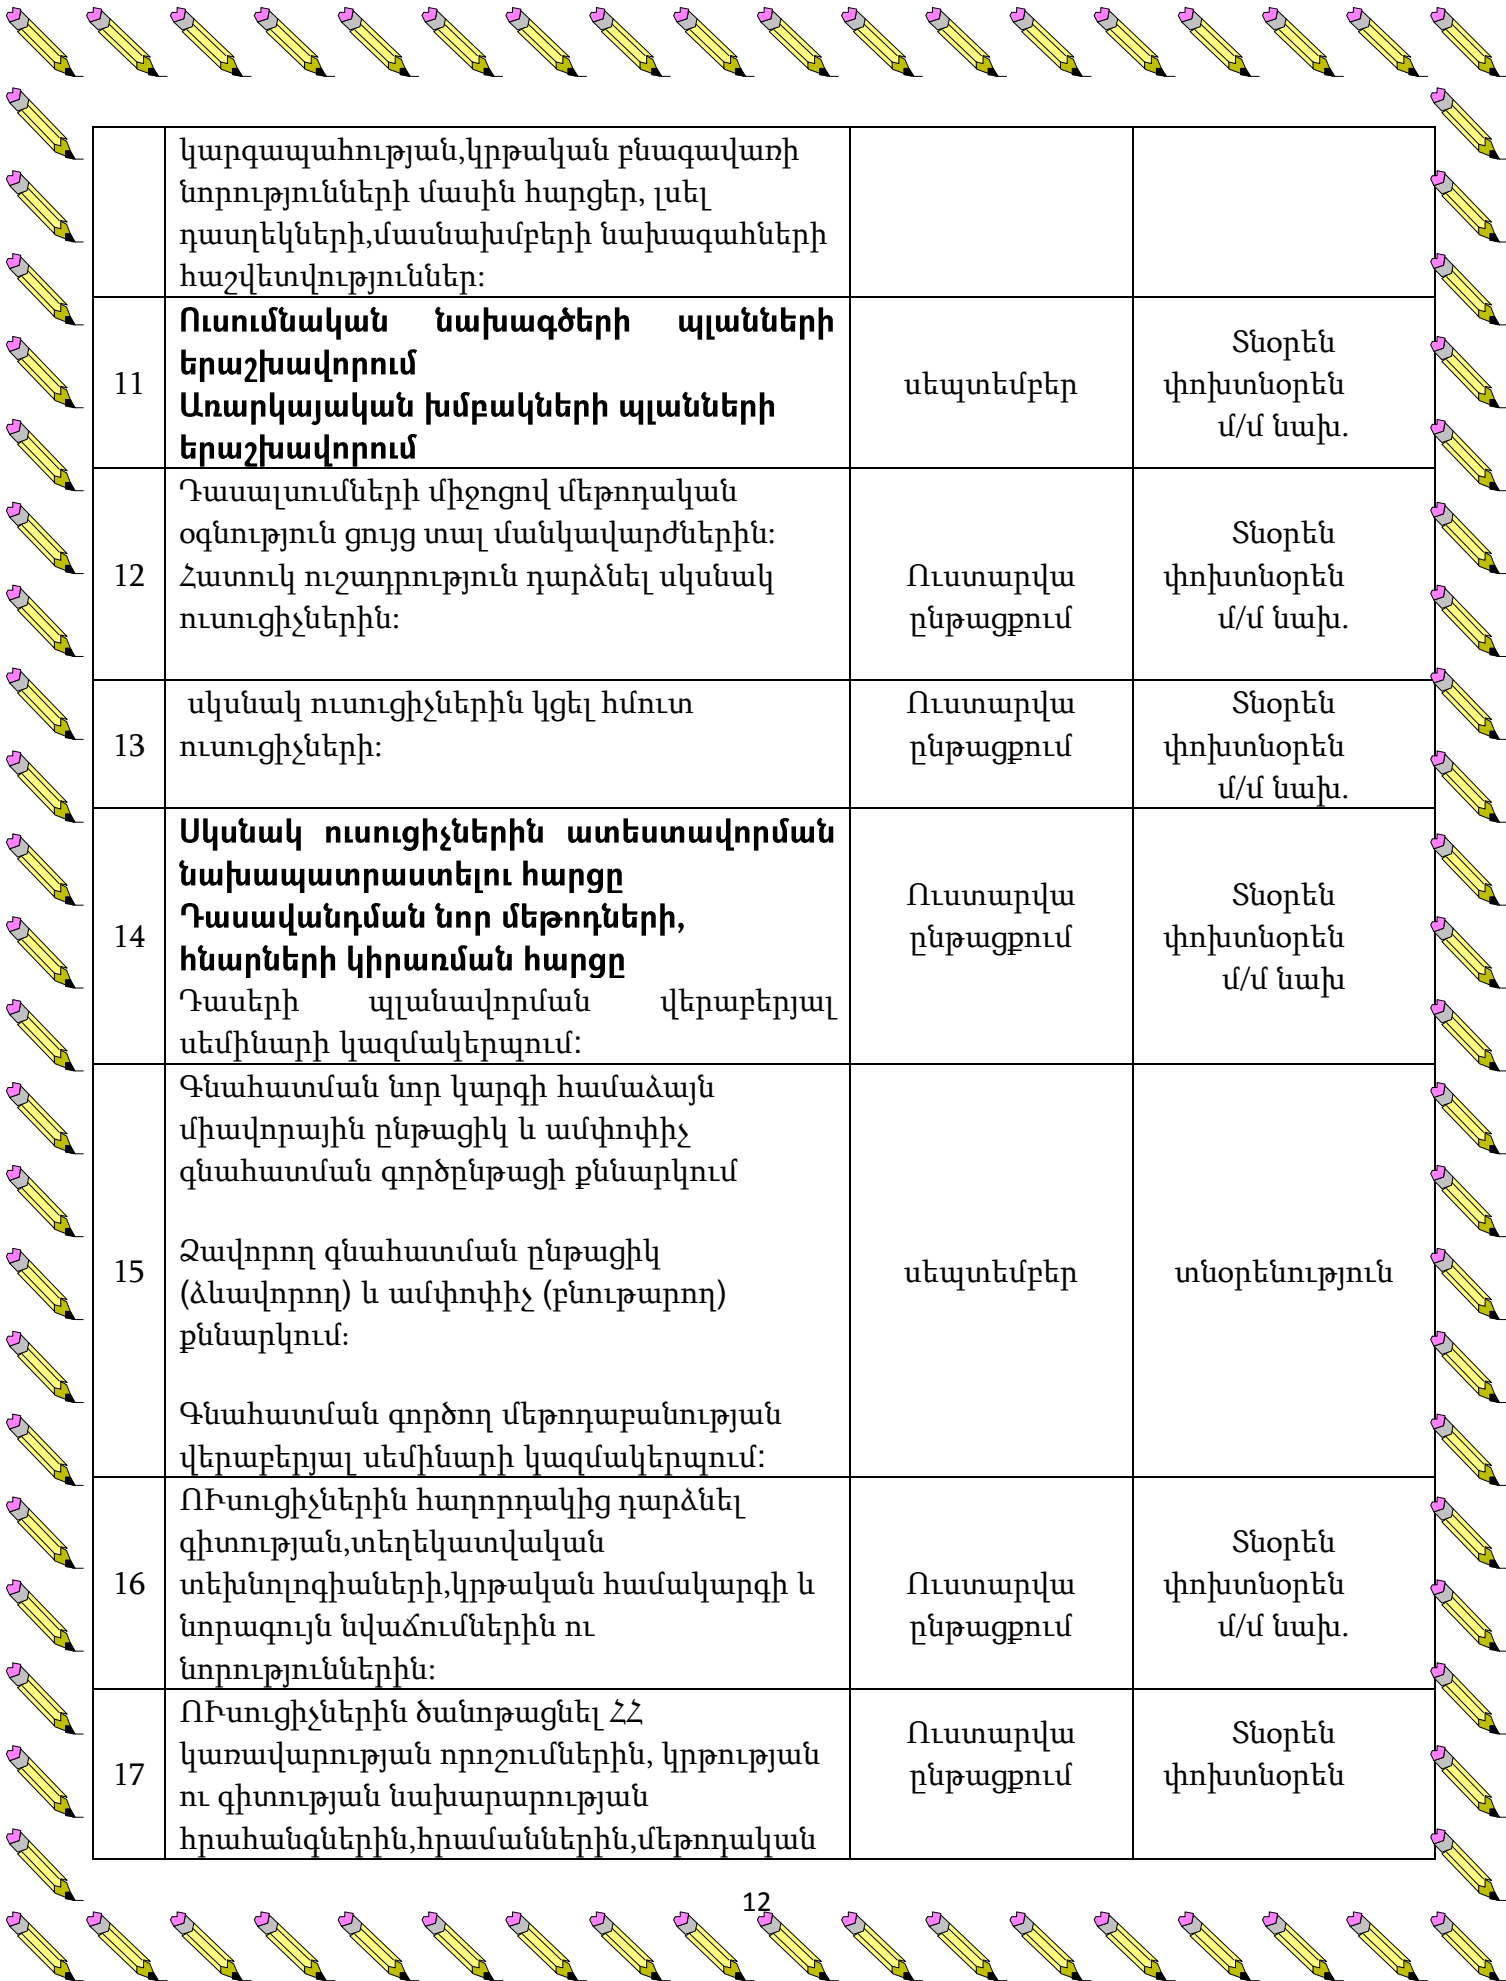 կարգապահության,կրթական բնագավառի
նորությունների մասին հարցեր, լսել
դասղեկների,մասնախմբերի նախագահների
հաշվետվություններ:
11
Ուսումնական նախագծերի պլանների
երաշխավորում
Առարկայական խմբակների պլանների
երաշխավորում
սեպտեմբեր
Տնօրեն
փոխտնօրեն
մ/մ նախ.
12
Դասալսումների միջոցով մեթոդական
օգնություն ցույց տալ մանկավարժներին:
Հատուկ ուշադրություն դարձնել սկսնակ
ուսուցիչներին:
Ուստարվա
ընթացքում
Տնօրեն
փոխտնօրեն
մ/մ նախ.
13
սկսնակ ուսուցիչներին կցել հմուտ
ուսուցիչների:
Ուստարվա
ընթացքում
Տնօրեն
փոխտնօրեն
մ/մ նախ.
14
Սկսնակ ուսուցիչներին ատեստավորման
նախապատրաստելու հարցը
Դասավանդման նոր մեթոդների,
հնարների կիրառման հարցը
Դասերի պլանավորման վերաբերյալ
սեմինարի կազմակերպում:
Ուստարվա
ընթացքում
Տնօրեն
փոխտնօրեն
մ/մ նախ
15
Գնահատման նոր կարգի համաձայն
միավորային ընթացիկ և ամփոփիչ
գնահատման գործընթացի քննարկում
Ձավորող գնահատման ընթացիկ
(ձևավորող) և ամփոփիչ (բնութարող)
քննարկում:
Գնահատման գործող մեթոդաբանության
վերաբերյալ սեմինարի կազմակերպում:
սեպտեմբեր
տնօրենություն
16
ՈՒսուցիչներին հաղորդակից դարձնել
գիտության,տեղեկատվական
տեխնոլոգիաների,կրթական համակարգի և
նորագույն նվաճումներին ու
նորություններին:
Ուստարվա
ընթացքում
Տնօրեն
փոխտնօրեն
մ/մ նախ.
17
ՈՒսուցիչներին ծանոթացնել ՀՀ
կառավարության որոշումներին, կրթության
ու գիտության նախարարության
հրահանգներին,հրամաններին,մեթոդական
Ուստարվա
ընթացքում
Տնօրեն
փոխտնօրեն
12